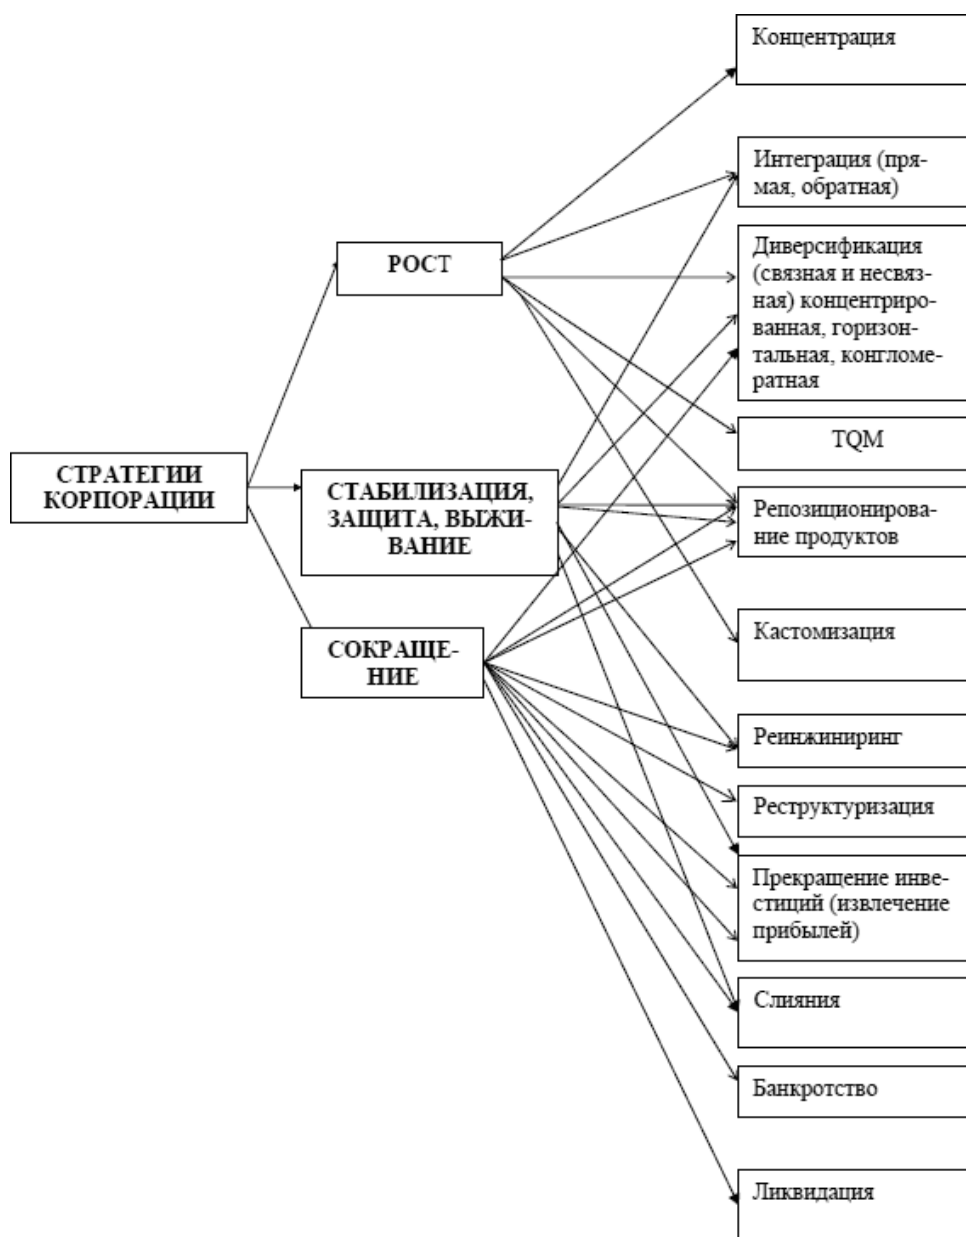 СТРАТЕГИИ
КОРПОРАЦИИ
РОСТ
СТАБИЛИЗАЦИЯ,
ЗАЩИТА, ВЫЖИ-
ВАНИЕ
СОКРАЩЕ-
НИЕ
Концентрация
Интеграция (пря-
мая, обратная)
Диверсификация
(связная и несвяз-
ная) концентриро-
ванная, горизон-
тальная, конгломе-
ратная
TQM
Репозиционирова-
ние продуктов
Кастомизация
Реинжиниринг
Реструктуризация
Прекращение инве-
стиций (извлечение
прибылей)
Слияния
Банкротство
Ликвидация